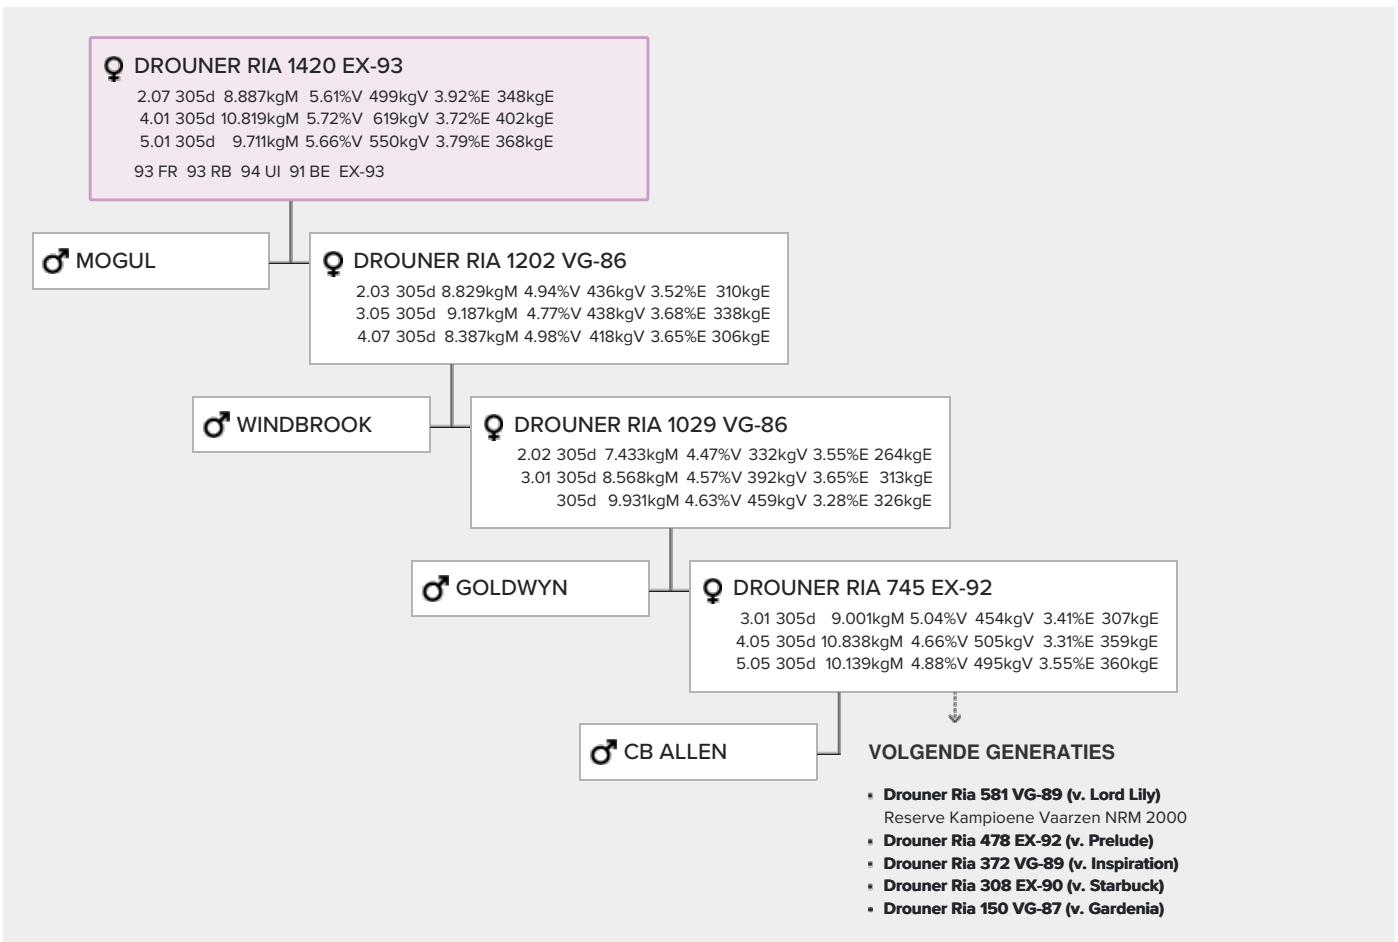 DROUNER RIA 1420 EX-93
2.07 305d 8.887kgM 5.61%V 499kgV 3.92%E 348kgE
4.01 305d 10.819kgM 5.72%V 619kgV 3.72%E 402kgE
5.01 305d 9.711kgM 5.66%V 550kgV 3.79%E 368kgE
93 FR 93 RB 94 UI 91 BE EX-93
MOGUL
DROUNER RIA 1202 VG-86
2.03 305d 8.829kgM 4.94%V 436kgV 3.52%E 310kgE
3.05 305d 9.187kgM 4.77%V 438kgV 3.68%E 338kgE
4.07 305d 8.387kgM 4.98%V 418kgV 3.65%E 306kgE
WINDBROOK
DROUNER RIA 1029 VG-86
2.02 305d 7.433kgM 4.47%V 332kgV 3.55%E 264kgE
3.01 305d 8.568kgM 4.57%V 392kgV 3.65%E 313kgE
305d 9.931kgM 4.63%V 459kgV 3.28%E 326kgE
GOLDWYN
DROUNER RIA 745 EX-92
3.01 305d 9.001kgM 5.04%V 454kgV 3.41%E 307kgE
4.05 305d 10.838kgM 4.66%V 505kgV 3.31%E 359kgE
5.05 305d 10.139kgM 4.88%V 495kgV 3.55%E 360kgE
CB ALLEN
VOLGENDE GENERATIES
Drouner Ria 581 VG-89 (v. Lord Lily)
Reserve Kampioene Vaarzen NRM 2000
Drouner Ria 478 EX-92 (v. Prelude)
Drouner Ria 372 VG-89 (v. Inspiration)
Drouner Ria 308 EX-90 (v. Starbuck)
Drouner Ria 150 VG-87 (v. Gardenia)